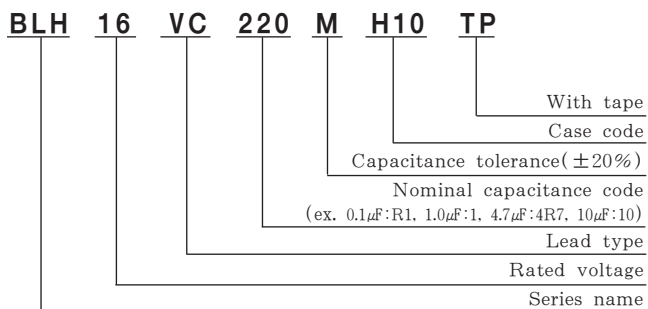 BLH 16 VC 220 M H10 TP
With tape
Case code
Capacitance tolerance(±20%)
Nominal capacitance code
(ex. 0.1μF:R1, 1.0μF:1, 4.7μF:4R7, 10μF:10)
Lead type
Rated voltage
Series name